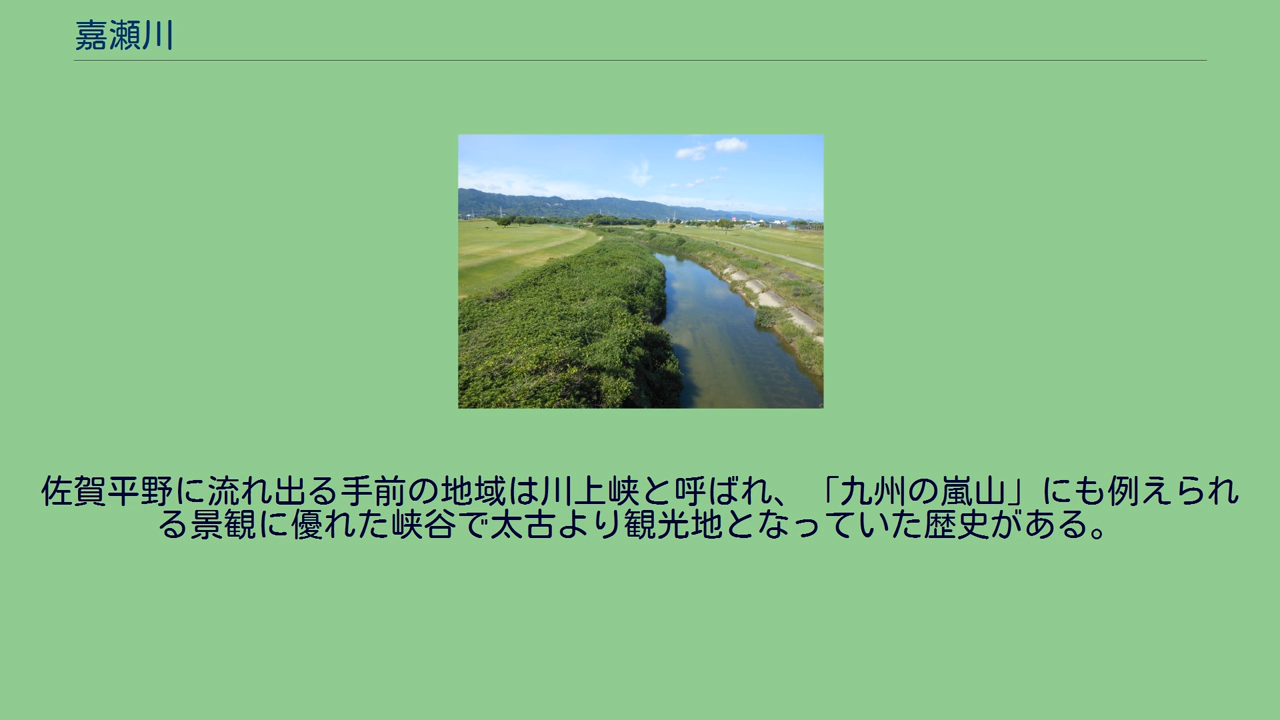 嘉瀬川
佐賀平野に流れ出る手前の地域は川上峡と呼ばれ、「九州の嵐山」にも例えられ
る景観に優れた峡谷で太古より観光地となっていた歴史がある。